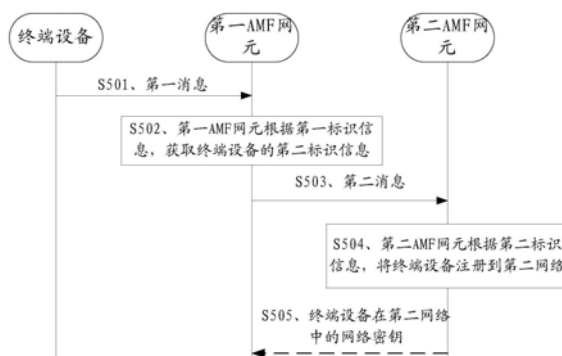 终端设备
第一AMF网
元
第二AMF网
元
S501、第一消息
S502、第一AMF网元根据第一标识信
息，获取终端设备的第二标识信息
S503、第二消息
S504、第二AMF网元根据第二标识
信息，将终端设备注册到第二网络
S505、终端设备在第二网络
中的网络密钥